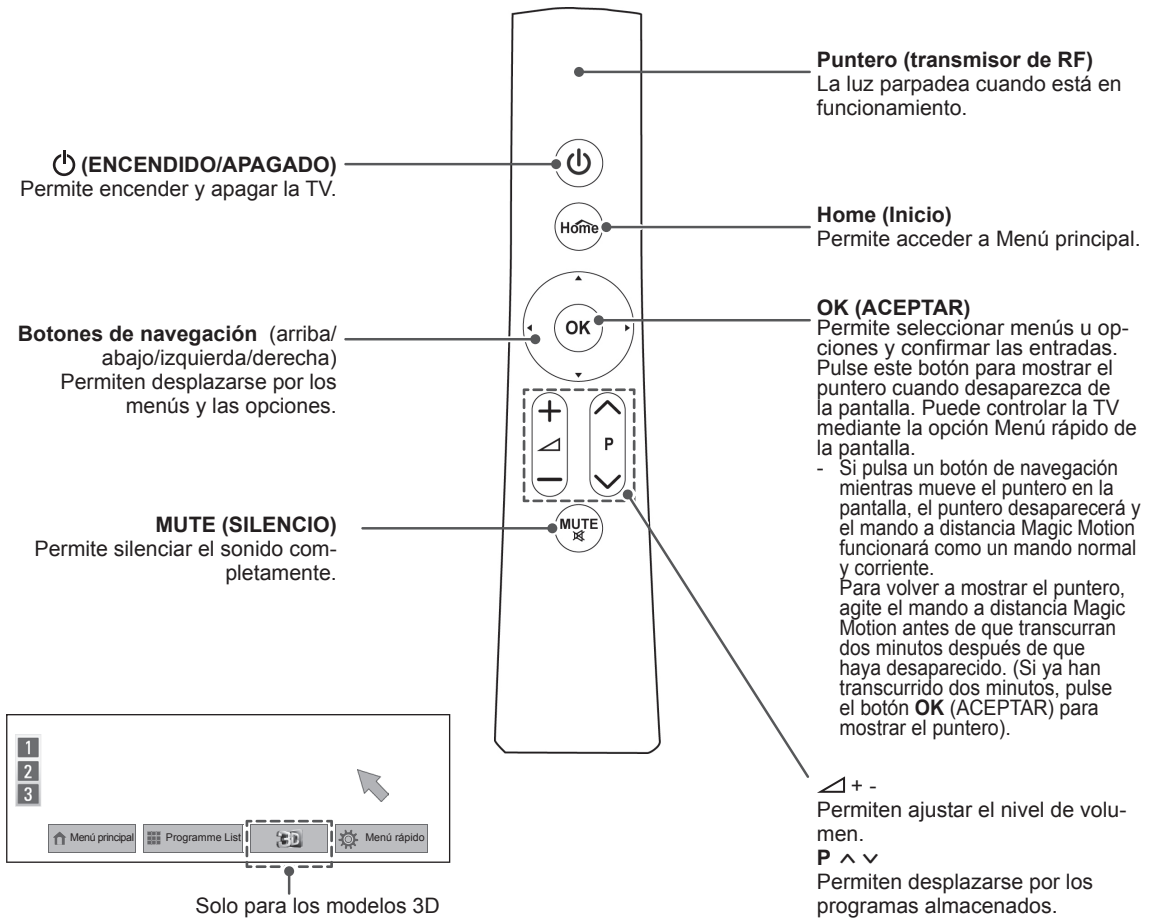 Puntero (transmisor de RF)
La luz parpadea cuando está en
funcionamiento.
(ENCENDIDO/APAGADO)
Permite encender y apagar la TV.
Home
Home (Inicio)
Permite acceder a Menú principal.
Botones de navegación (arriba/
abajo/izquierda/derecha)
Permiten desplazarse por los
menús y las opciones.
OK
OK (ACEPTAR)
Permite seleccionar menús u op-
ciones y confirmar las entradas.
Pulse este botón para mostrar el
puntero cuando desaparezca de
la pantalla. Puede controlar la TV
mediante la opción Menú rápido de
la pantalla.
- Si pulsa un botón de navegación
mientras mueve el puntero en la
pantalla, el puntero desaparecerá y
el mando a distancia Magic Motion
funcionará como un mando normal
y corriente.
Para volver a mostrar el puntero,
agite el mando a distancia Magic
Motion antes de que transcurran
dos minutos después de que
haya desaparecido. (Si ya han
transcurrido dos minutos, pulse
el botón OK (ACEPTAR) para
mostrar el puntero).
+
P
-
MUTE
MUTE (SILENCIO)
Permite silenciar el sonido com-
pletamente.
+ -
Permiten ajustar el nivel de volu-
men.
P
Permiten desplazarse por los
programas almacenados.
1
2
3
Menú principal Programme List 3D Menú rápido
Solo para los modelos 3D